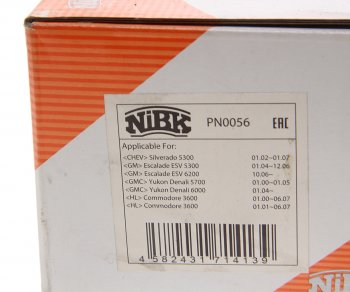 NiBK PN0056 EAC
Applicable For:
<CHEV> Silverado 5300 01.02~01.07
<GM> Escalade ESV 5300 01.04~12.06
<GM> Escalade ESV 6200 10.06~
<GMC> Yukon Denali 5700 01.00~01.05
<GMC> Yukon Denali 6000 01.04~
<HL> Commodore 3600 01.00~06.07
<HL> Commodore 3600 01.01~06.07
4 582431 714139
NiBK